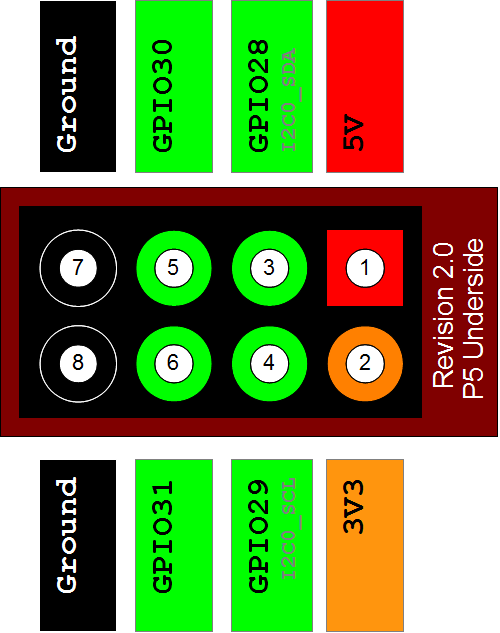 Ground
GPIO30
GPIO28
I2C0_SDA
5V
7
5
3
1
8
6
4
2
Revision 2.0
P5 Underside
Ground
GPIO31
GPIO29
I2C0_SCL
3V3